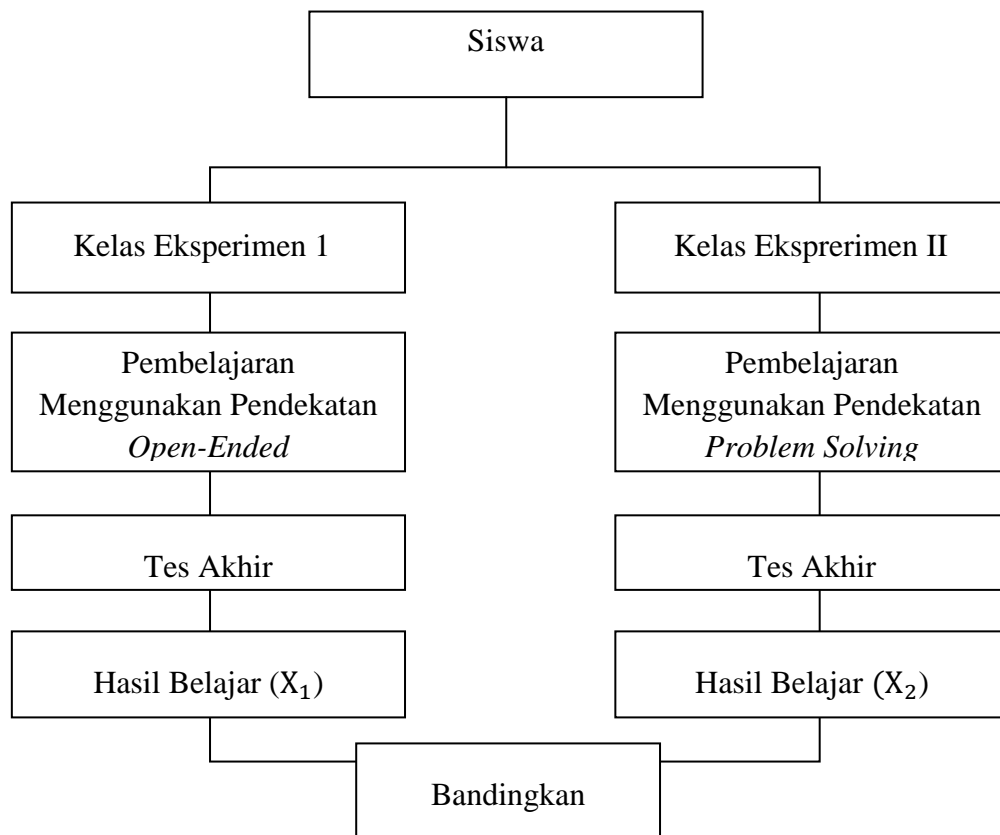 Siswa
Kelas Eksperimen 1
Kelas Eksprerimen II
Pembelajaran
Menggunakan Pendekatan
Open-Ended
Pembelajaran
Menggunakan Pendekatan
Problem Solving
Tes Akhir
Tes Akhir
Hasil Belajar (X₁)
Hasil Belajar (X₂)
Bandingkan